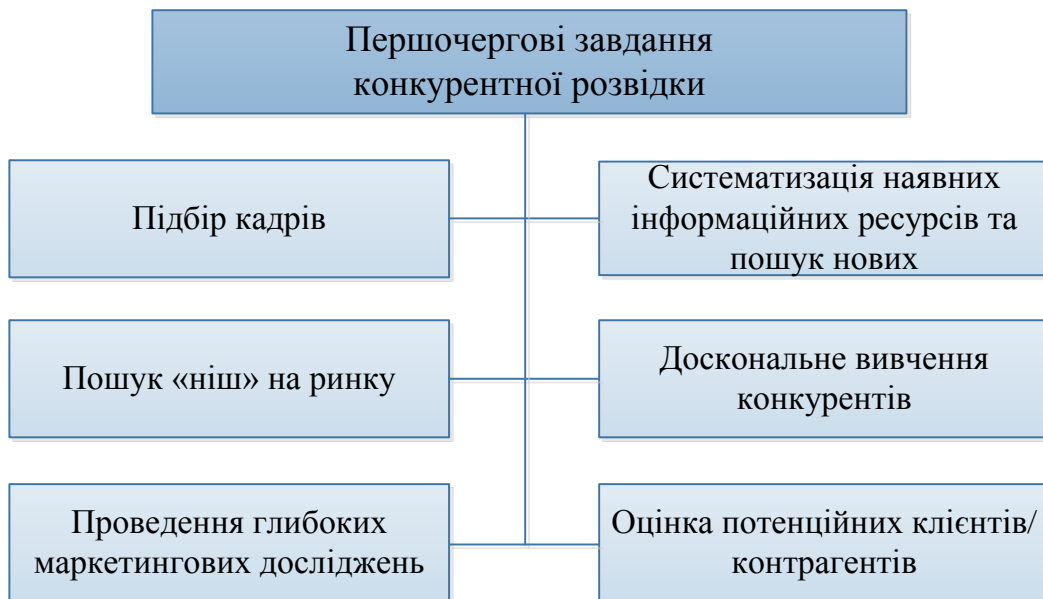 Першочергові завдання
конкурентної розвідки
Підбір кадрів
Систематизація наявних
інформаційних ресурсів та
пошук нових
Пошук «ніш» на ринку
Доскональне вивчення
конкурентів
Проведення глибоких
маркетингових досліджень
Оцінка потенційних клієнтів/
контрагентів